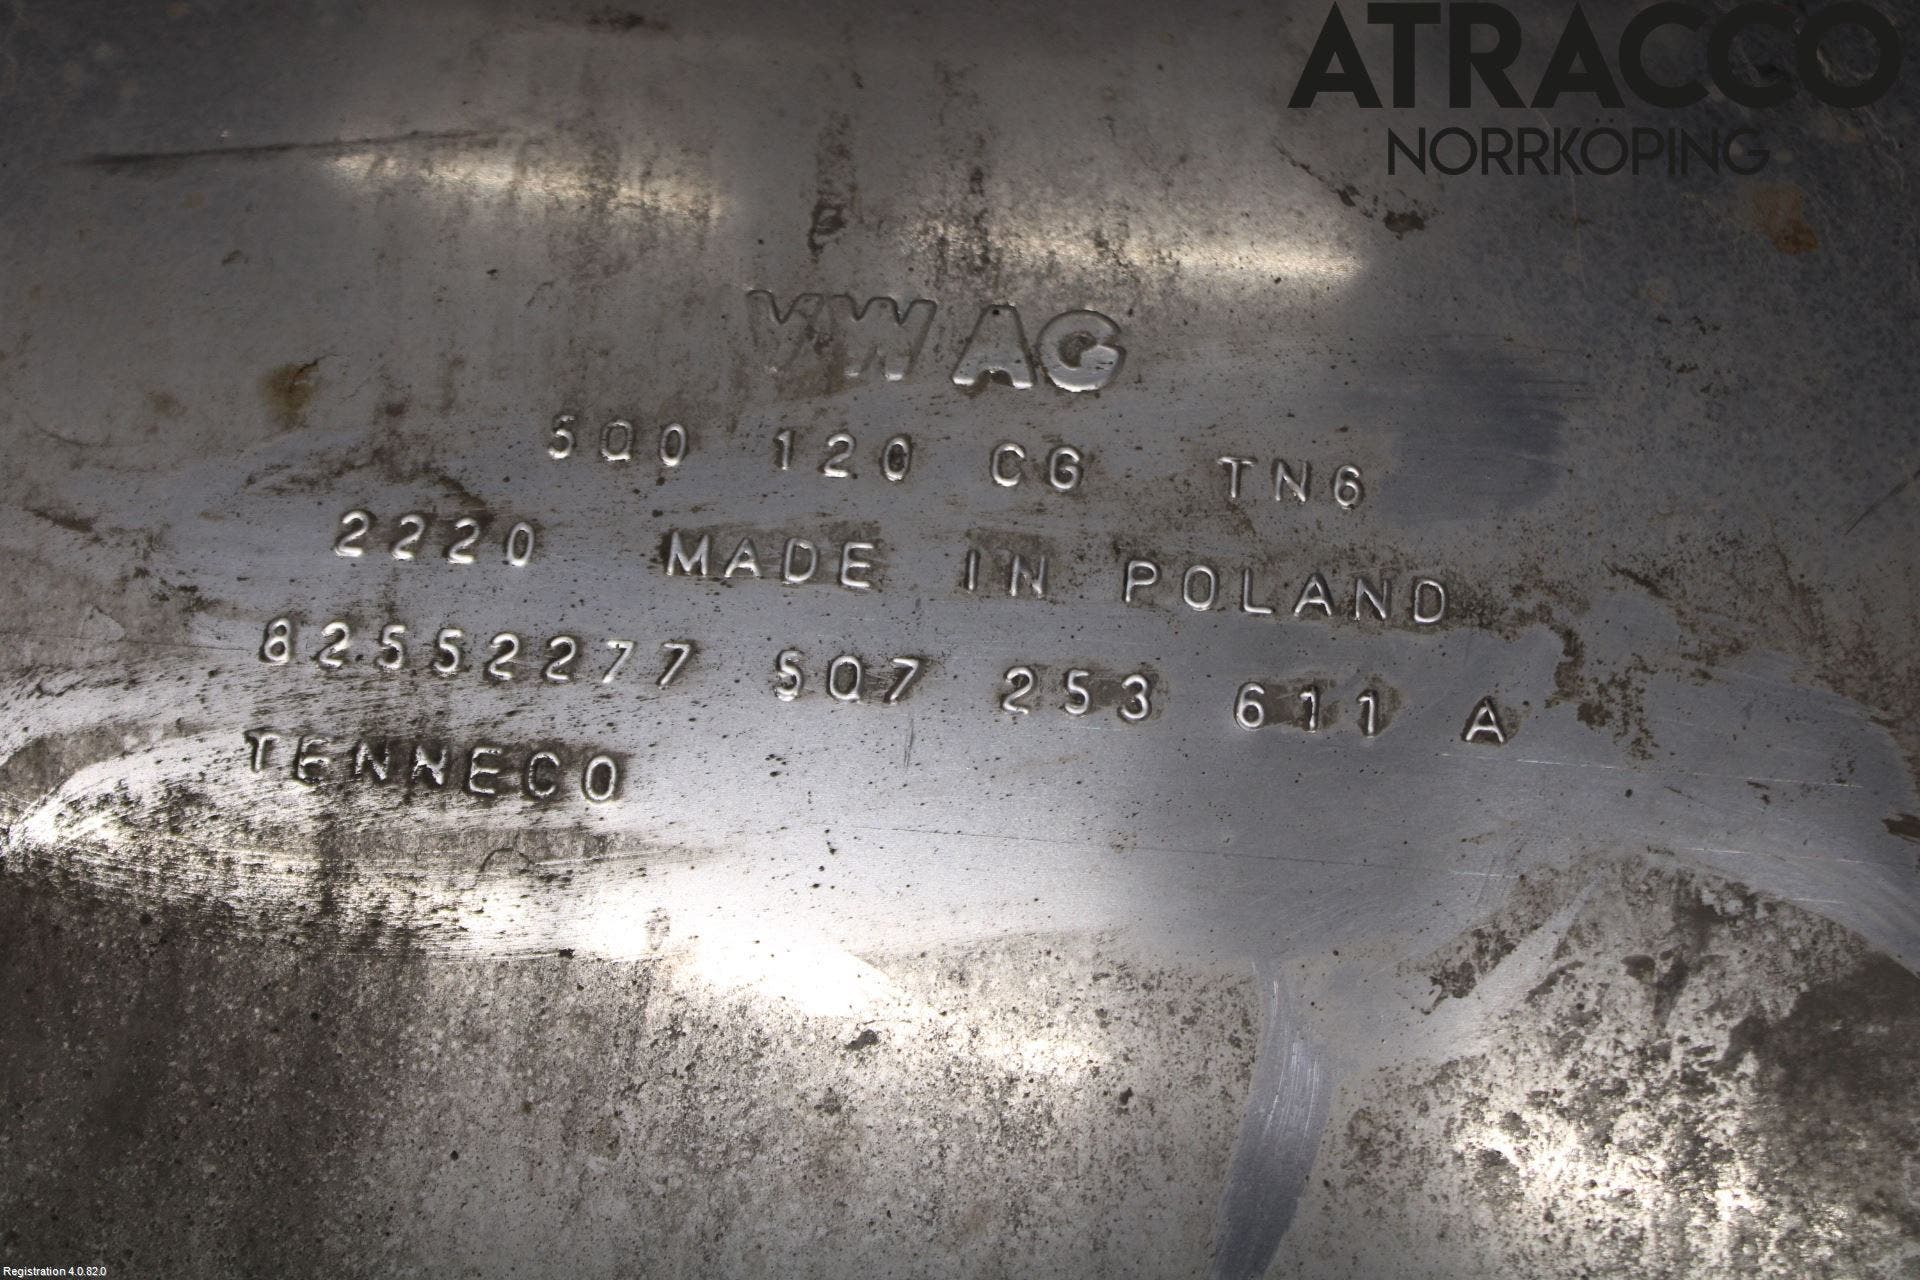 ATRACCO
NORRKÖPING
VW AG
5Q0 120 CG TN6
2220 MADE IN POLAND
82552277 5Q7 253 611 A
TENNECO
Registration 4.0.82.0